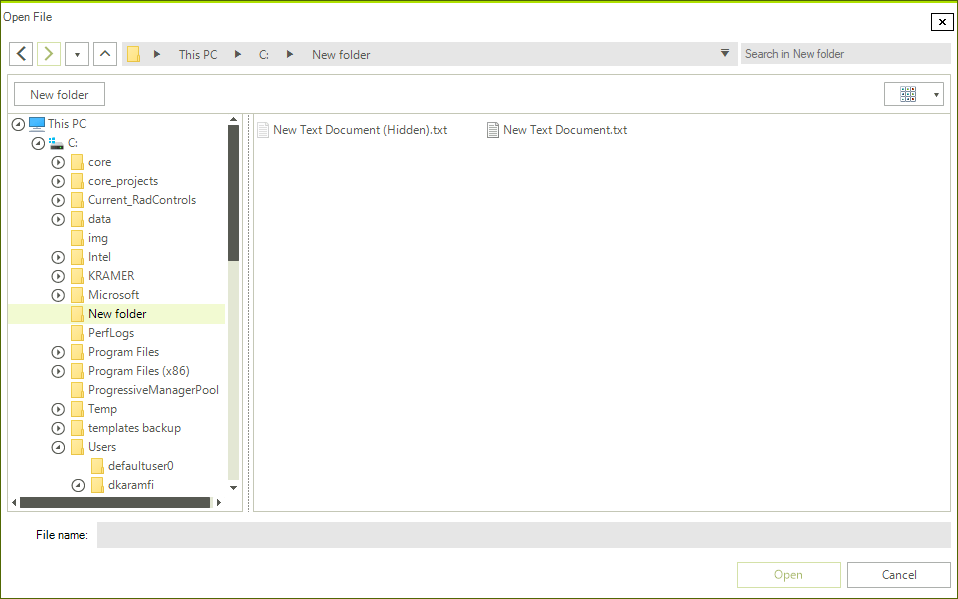 Open File
This PC C: New folder
Search in New folder
New folder
This PC
C:
core
core_projects
Current_RadControls
data
img
Intel
KRAMER
Microsoft
New folder
PerfLogs
Program Files
Program Files (x86)
ProgressiveManagerPool
Temp
templates backup
Users
defaultuser0
dkaramfi
New Text Document (Hidden).txt
New Text Document.txt
File name:
Open
Cancel